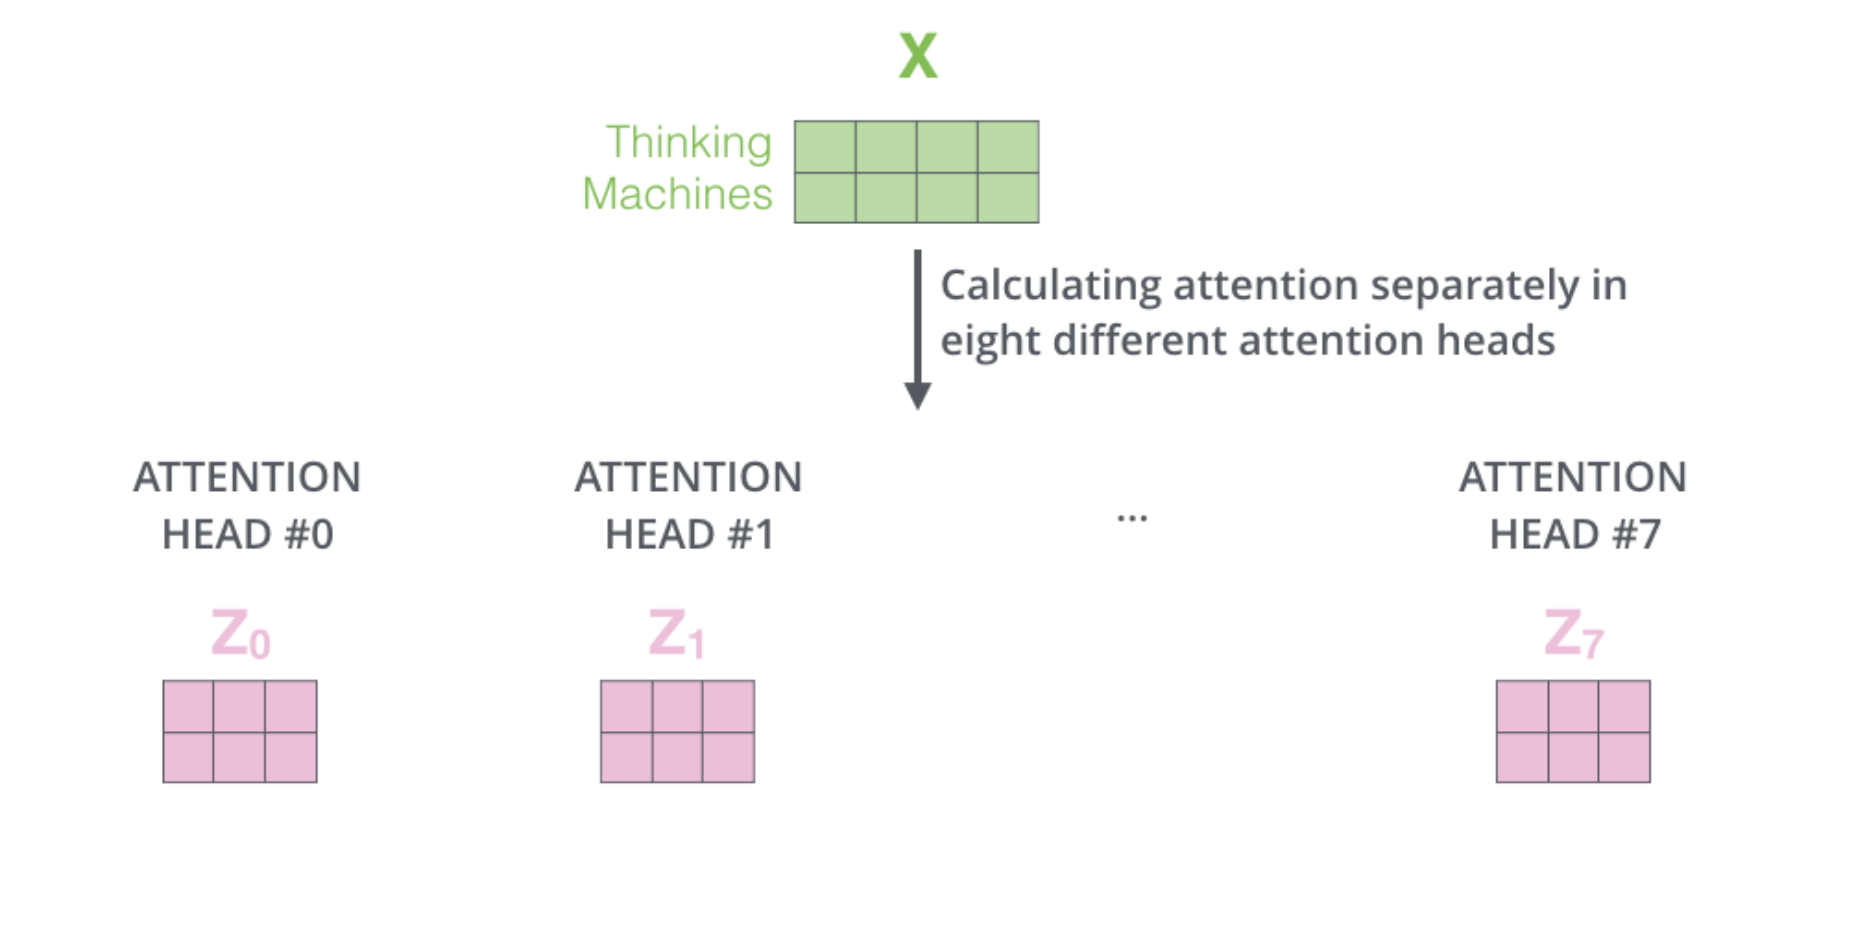 X
Thinking
Machines
Calculating attention separately in
eight different attention heads
ATTENTION
HEAD #0
ATTENTION
HEAD #1
...
ATTENTION
HEAD #7
Z0
Z1
Z7